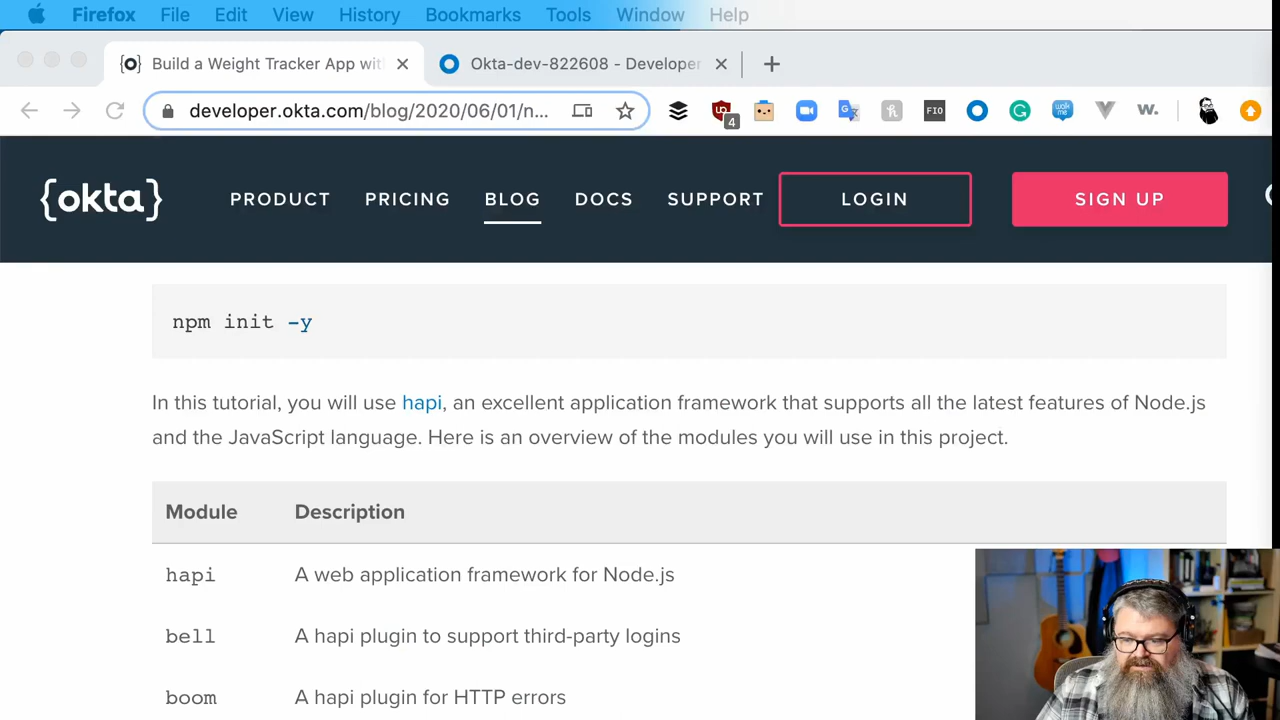 Firefox File Edit View History Bookmarks Tools Window Help
Build a Weight Tracker App wit
Okta-dev-822608 - Developer
developer.okta.com/blog/2020/06/01/n...
4
FIO
walk me
w.
{okta} PRODUCT PRICING BLOG DOCS SUPPORT LOGIN SIGN UP
npm init -y
In this tutorial, you will use hapi, an excellent application framework that supports all the latest features of Node.js
and the JavaScript language. Here is an overview of the modules you will use in this project.
Module Description
hapi A web application framework for Node.js
bell A hapi plugin to support third-party logins
boom A hapi plugin for HTTP errors